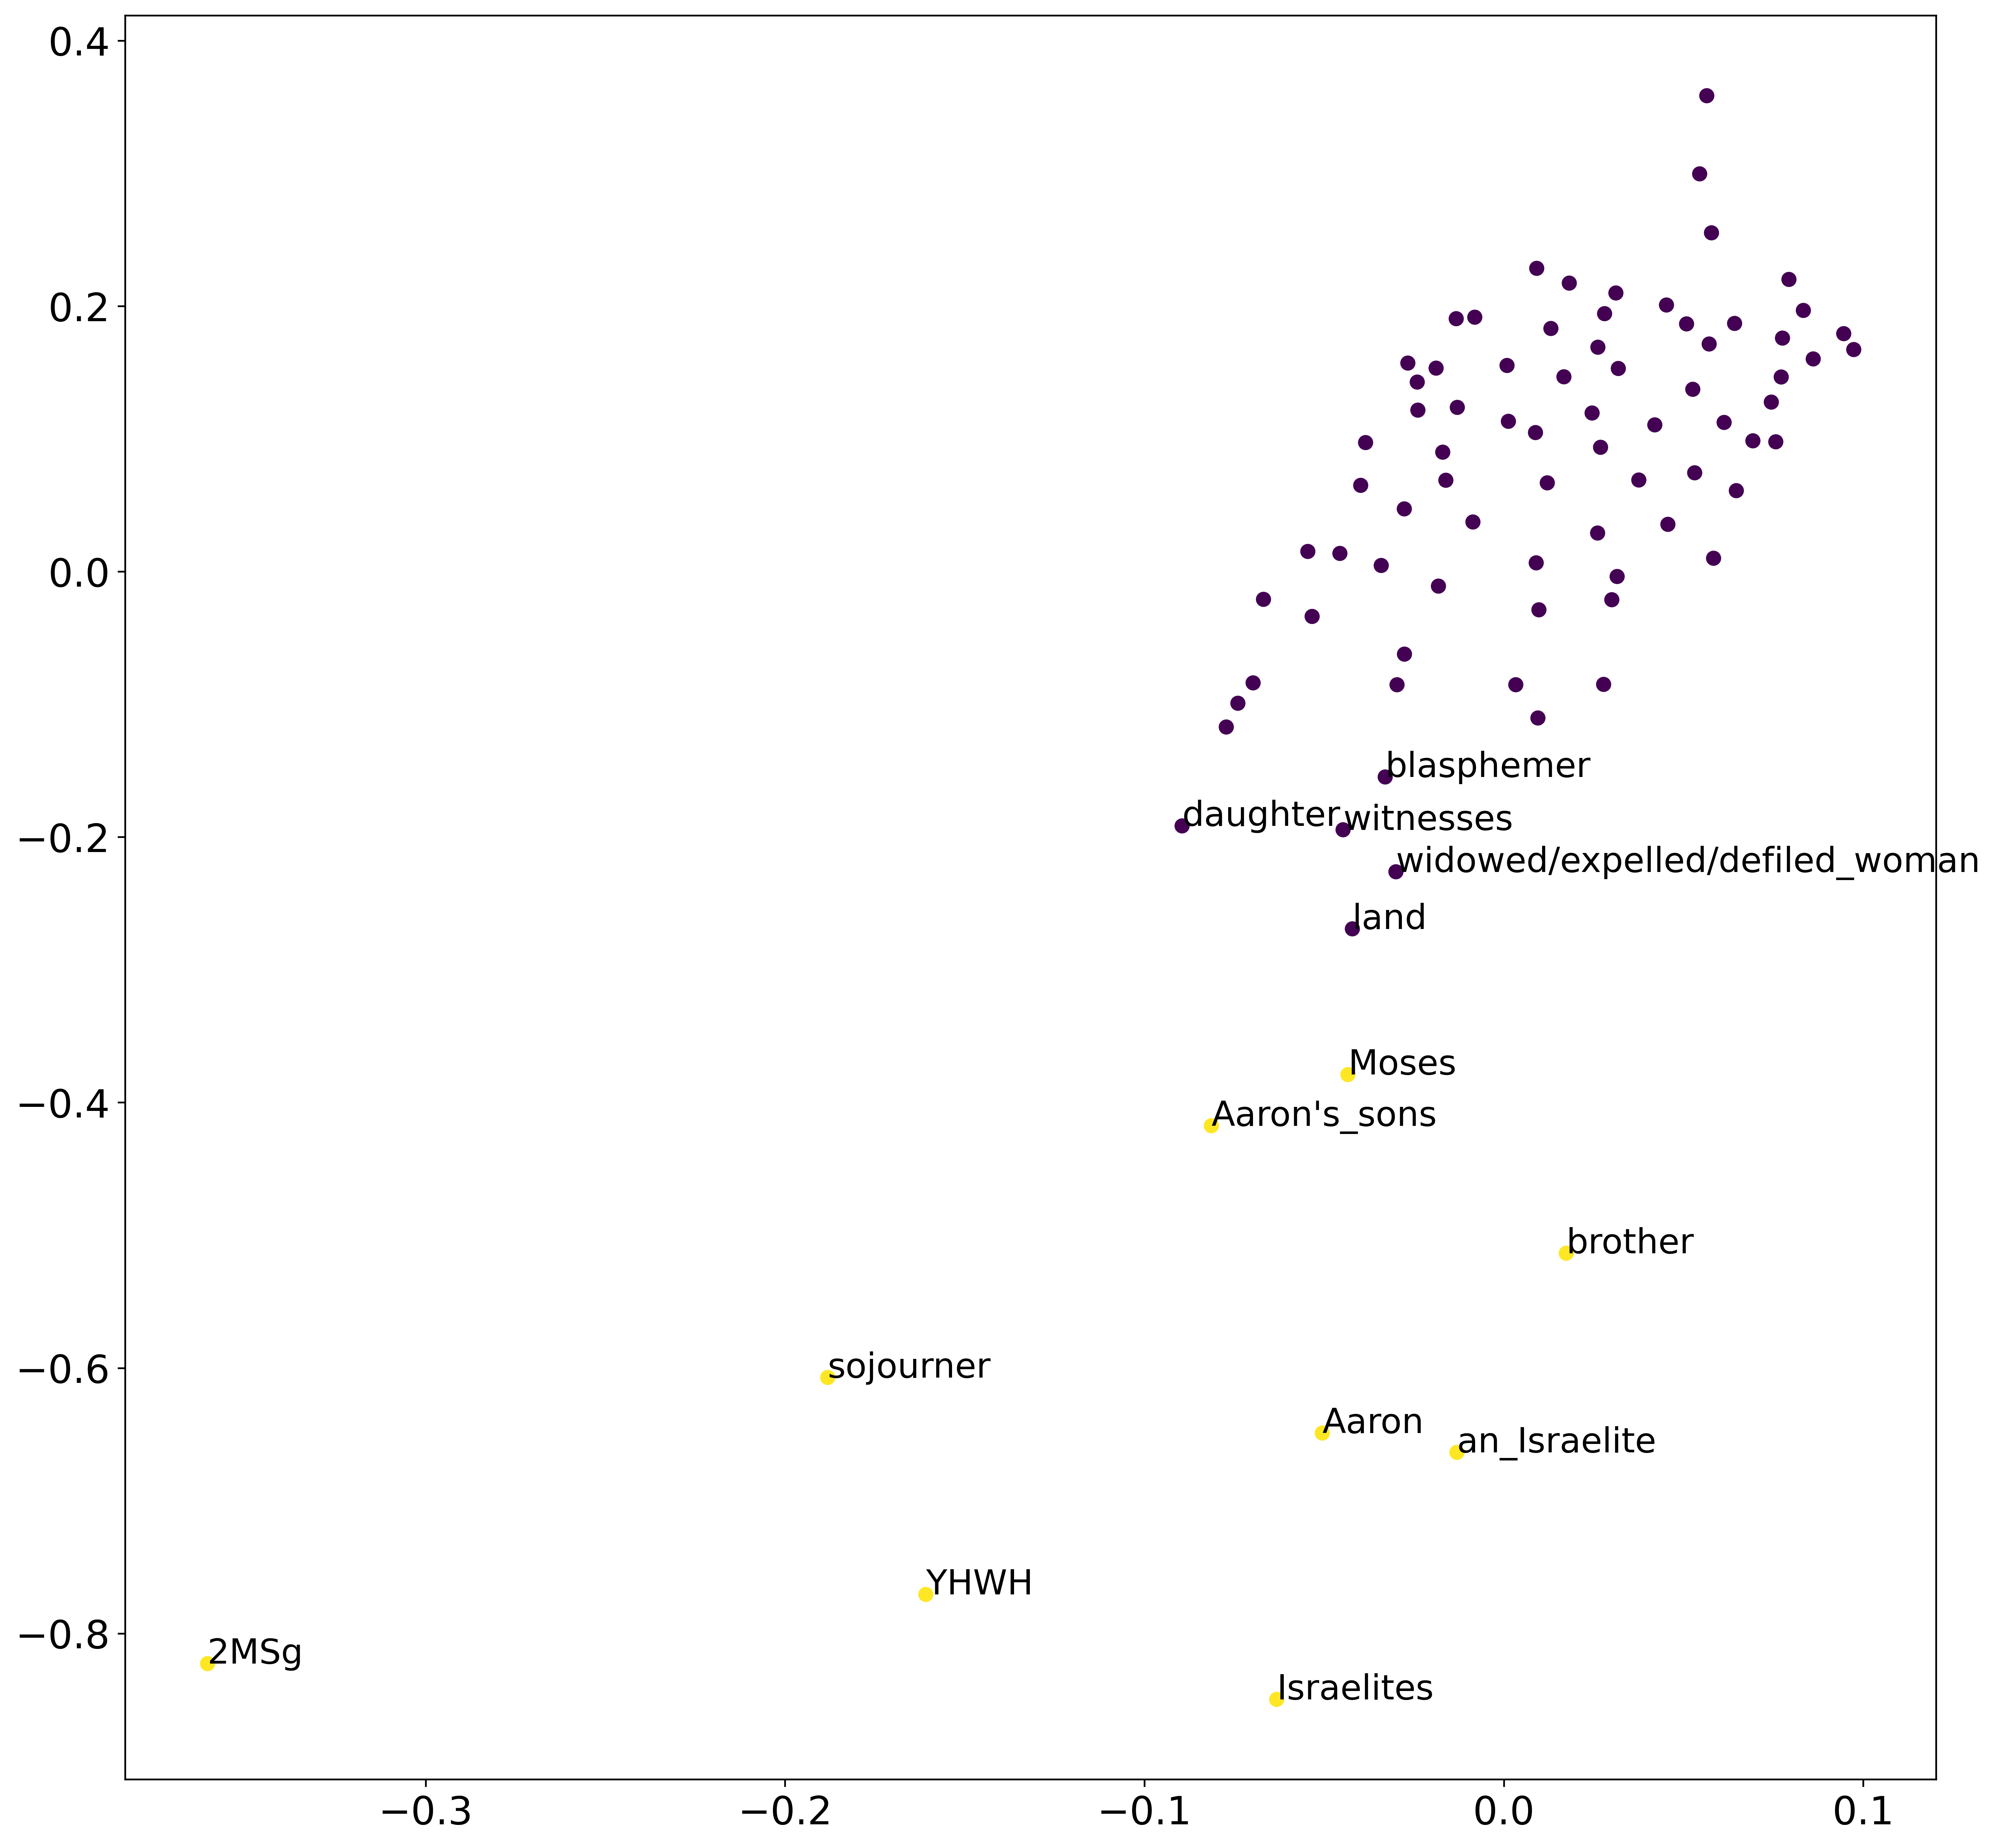 0.4
0.2
0.0
blasphemer
daughter
witnesses
−0.2
widowed/expelled/defiled_woman
land
Moses
−0.4
Aaron's_sons
brother
−0.6
sojourner
Aaron
an_Israelite
YHWH
−0.8
2MSg
Israelites
−0.3
−0.2
−0.1
0.0
0.1